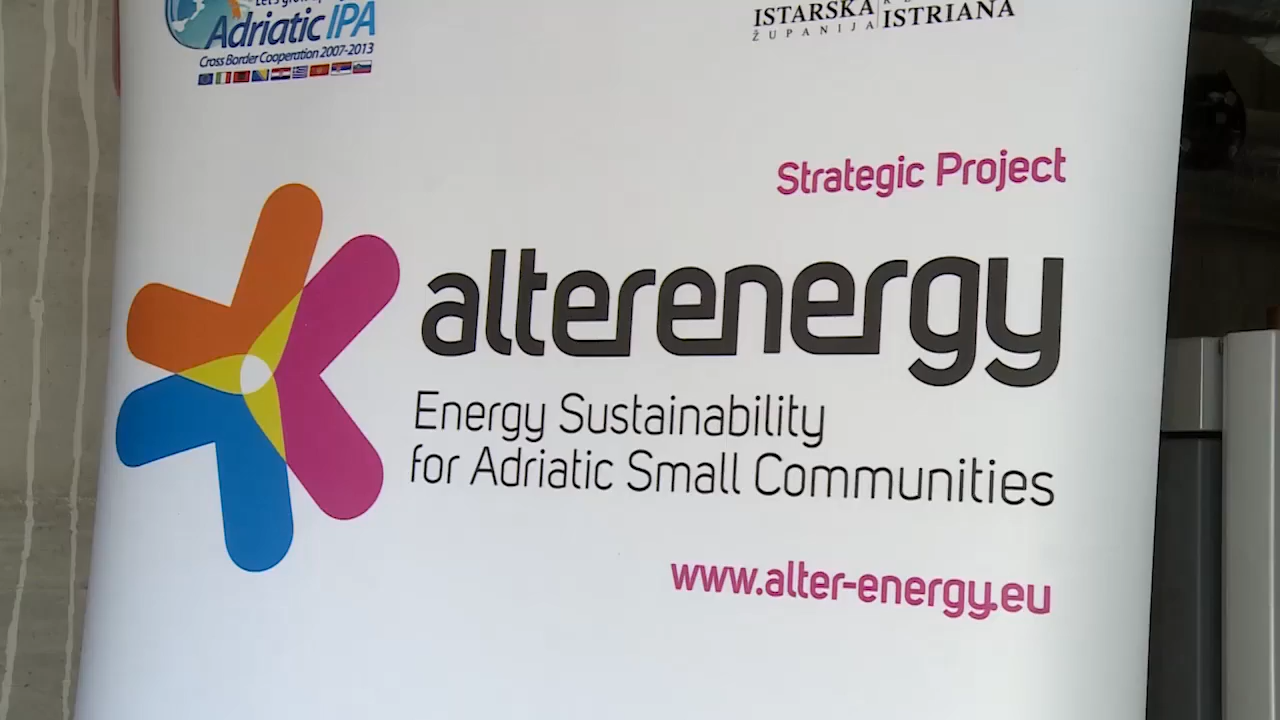 Adriatic IPA
Cross Border Cooperation 2007-2013
ISTARSKA
ŽUPANIJA
ISTRIANA
Strategic Project
alterenergy
Energy Sustainability
for Adriatic Small Communities
www.alter-energy.eu